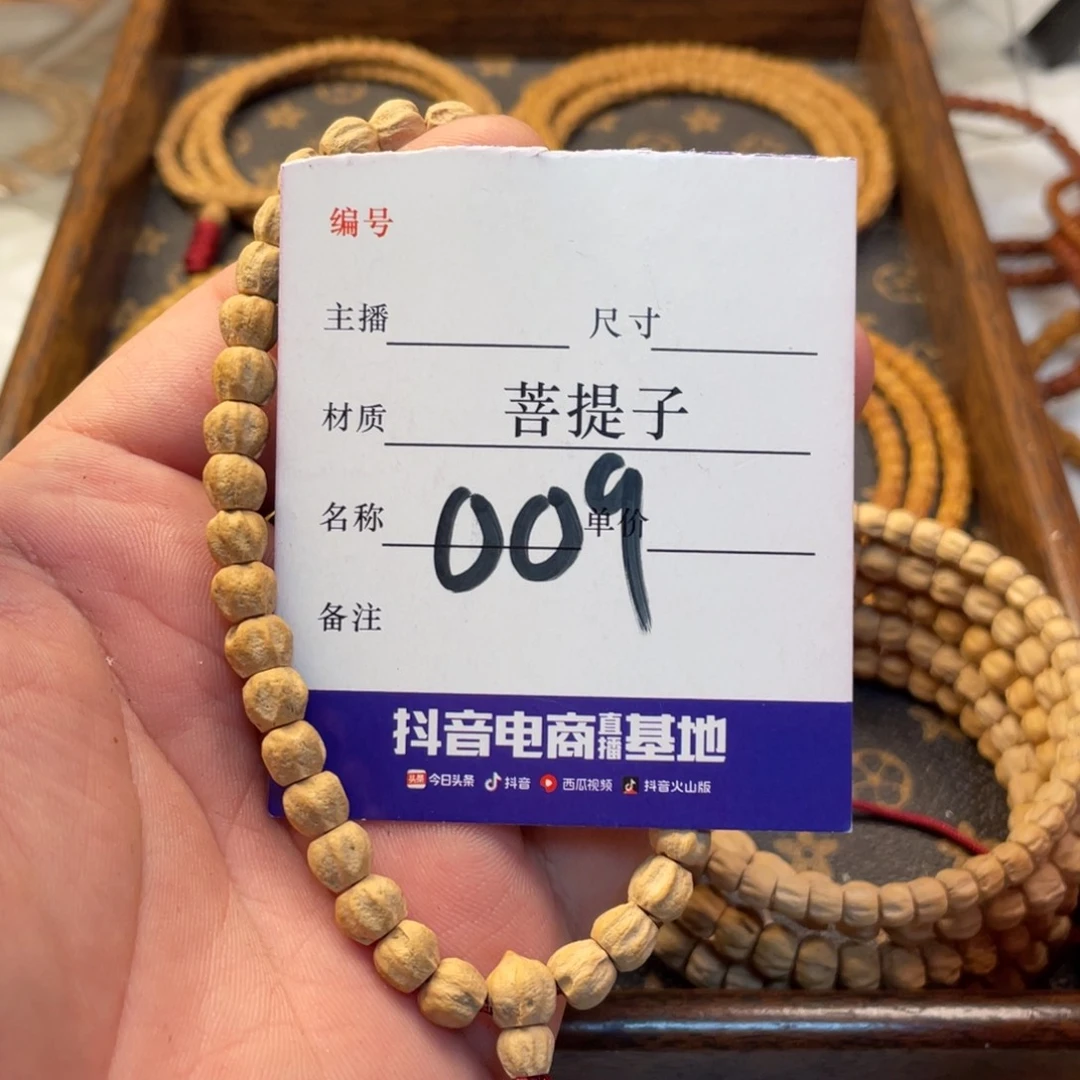 编号
主播 尺寸
材质 菩提子
名称 009 单价
备注
抖音电商直播基地
头条 今日头条 抖音 西瓜视频 抖音火山版